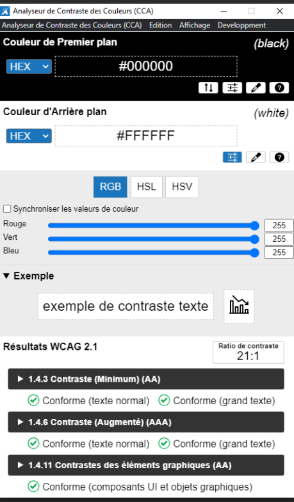 Analyseur de Contraste des Couleurs (CCA)
Analyseur de Contraste des Couleurs (CCA) Edition Affichage Developpment
Couleur de Premier plan (black)
HEX #000000
Couleur d'Arrière plan (white)
HEX #FFFFFF
RGB HSL HSV
Synchroniser les valeurs de couleur
Rouge 255
Vert 255
Bleu 255
▼ Exemple
exemple de contraste texte
Résultats WCAG 2.1
Ratio de contraste
21:1
▶ 1.4.3 Contraste (Minimum) (AA)
Conforme (texte normal) Conforme (grand texte)
▶ 1.4.6 Contraste (Augmenté) (AAA)
Conforme (texte normal) Conforme (grand texte)
▶ 1.4.11 Contrastes des éléments graphiques (AA)
Conforme (composants UI et objets graphiques)